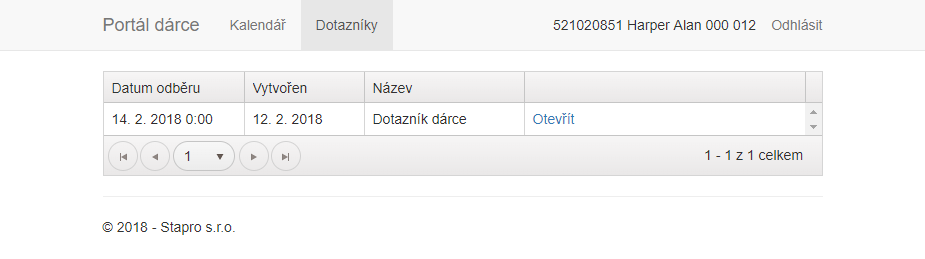 Portál dárce Kalendář Dotazníky 521020851 Harper Alan 000 012 Odhlásit
Datum odběru Vytvořen Název
14. 2. 2018 0:00 12. 2. 2018 Dotazník dárce Otevřít
1 1 - 1 z 1 celkem
© 2018 - Stapro s.r.o.